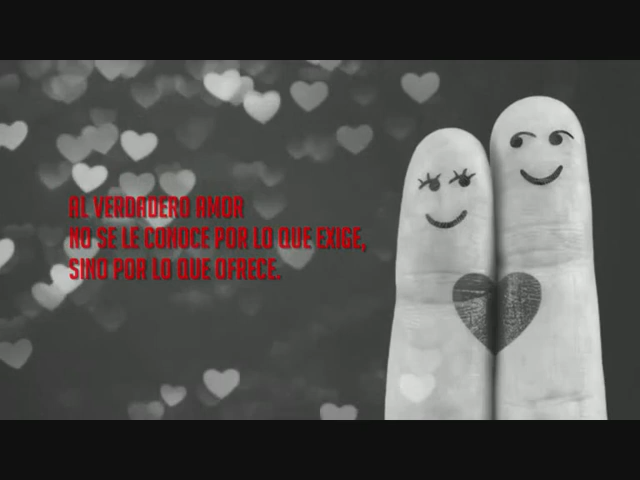 AL VERDADERO AMOR
NO SE LE CONOCE POR LO QUE EXIGE,
SINO POR LO QUE OFRECE.